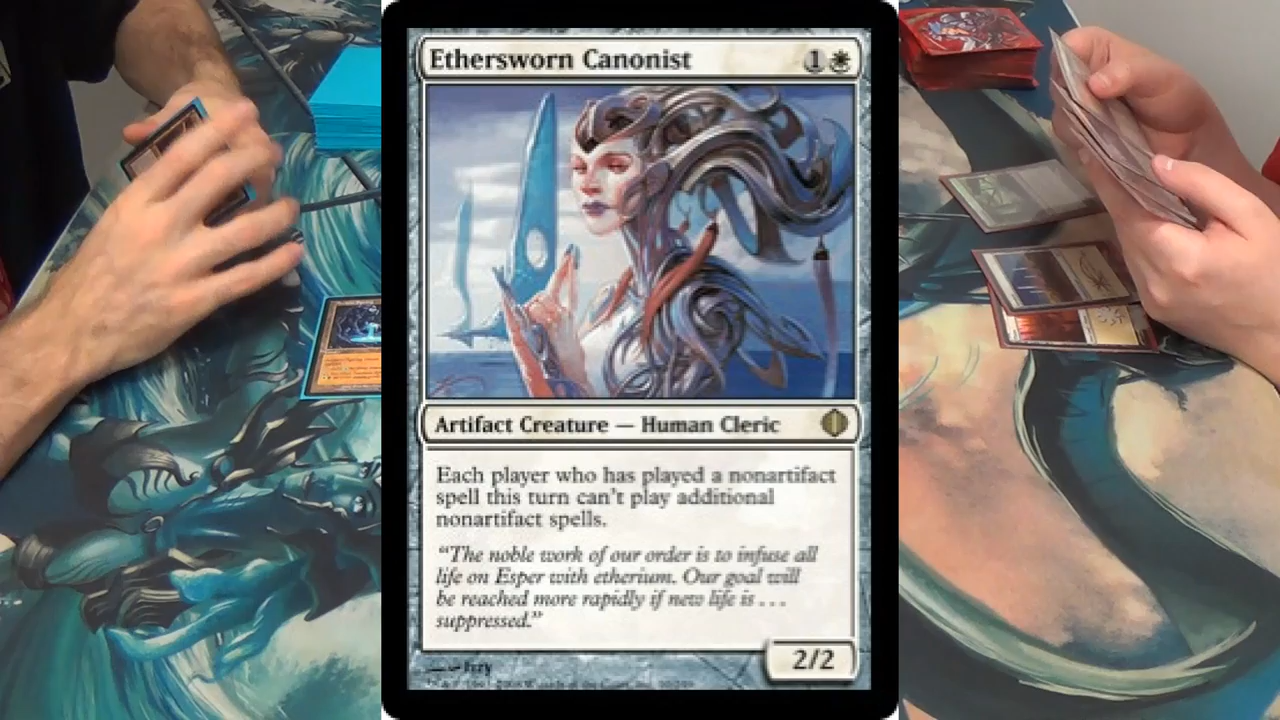 Ethersworn Canonist 1
Artifact Creature — Human Cleric
Each player who has played a nonartifact
spell this turn can't play additional
nonartifact spells.
"The noble work of our order is to infuse all
life on Esper with etherium. Our goal will
be reached more rapidly if new life is . . .
suppressed."
2/2
Izzy